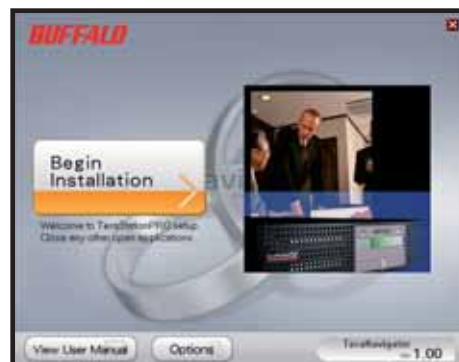 BUFFALO
Begin
Installation
Welcome to TeraStation PRO setup.
Close any other open applications.
View User Manual
Options
TeraNavigator
1.00